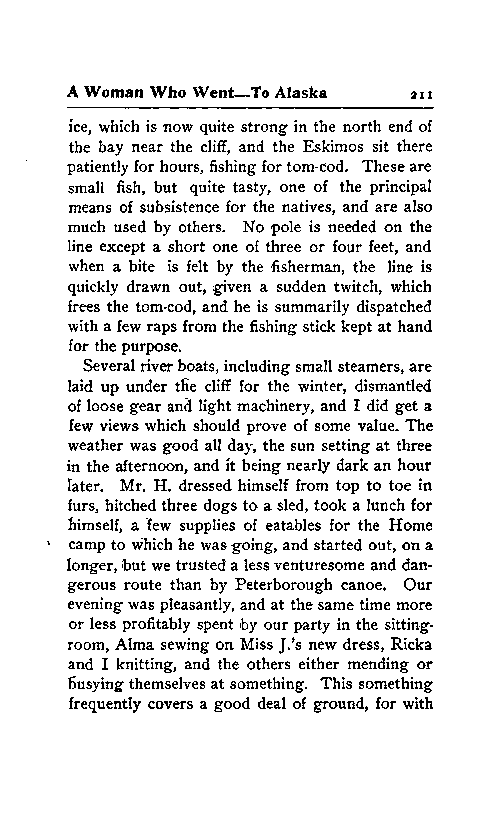 A Woman Who Went—To Alaska 211
ice, which is now quite strong in the north end of
the bay near the cliff, and the Eskimos sit there
patiently for hours, fishing for tom-cod. These are
small fish, but quite tasty, one of the principal
means of subsistence for the natives, and are also
much used by others. No pole is needed on the
line except a short one of three or four feet, and
when a bite is felt by the fisherman, the line is
quickly drawn out, given a sudden twitch, which
frees the tom-cod, and he is summarily dispatched
with a few raps from the fishing stick kept at hand
for the purpose.
Several river boats, including small steamers, are
laid up under the cliff for the winter, dismantled
of loose gear and light machinery, and I did get a
few views which should prove of some value. The
weather was good all day, the sun setting at three
in the afternoon, and it being nearly dark an hour
later. Mr. H. dressed himself from top to toe in
furs, hitched three dogs to a sled, took a lunch for
himself, a few supplies of eatables for the Home
camp to which he was going, and started out, on a
longer, but we trusted a less venturesome and dan-
gerous route than by Peterborough canoe. Our
evening was pleasantly, and at the same time more
or less profitably spent by our party in the sitting-
room, Alma sewing on Miss J.'s new dress, Ricka
and I knitting, and the others either mending or
busying themselves at something. This something
frequently covers a good deal of ground, for with